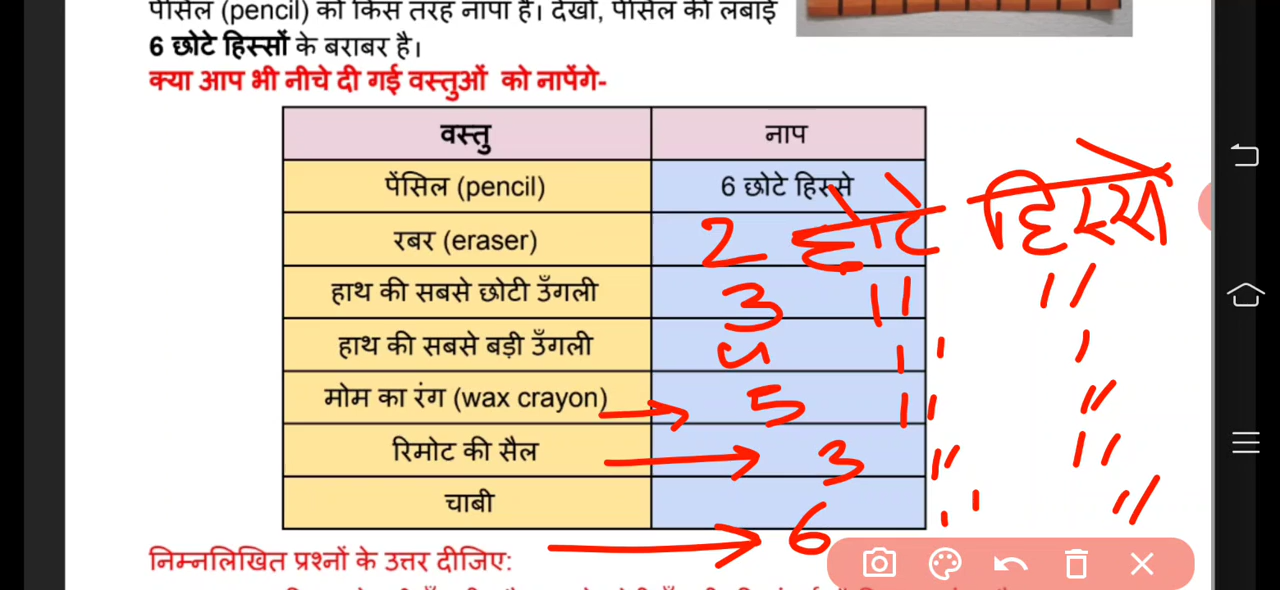 पेंसिल (pencil) को किस तरह नापा है। देखो, पेंसिल की लंबाई
6 छोटे हिस्सों के बराबर है।
क्या आप भी नीचे दी गई वस्तुओं को नापेंगे-
वस्तु नाप
पेंसिल (pencil) 6 छोटे हिस्से
रबर (eraser) 2 छोटे हिस्से
हाथ की सबसे छोटी उँगली 3 " "
हाथ की सबसे बड़ी उँगली 4 " "
मोम का रंग (wax crayon) → 5 " "
रिमोट की सैल → 3 " "
चाबी → 6 " "
निम्नलिखित प्रश्नों के उत्तर दीजिए: